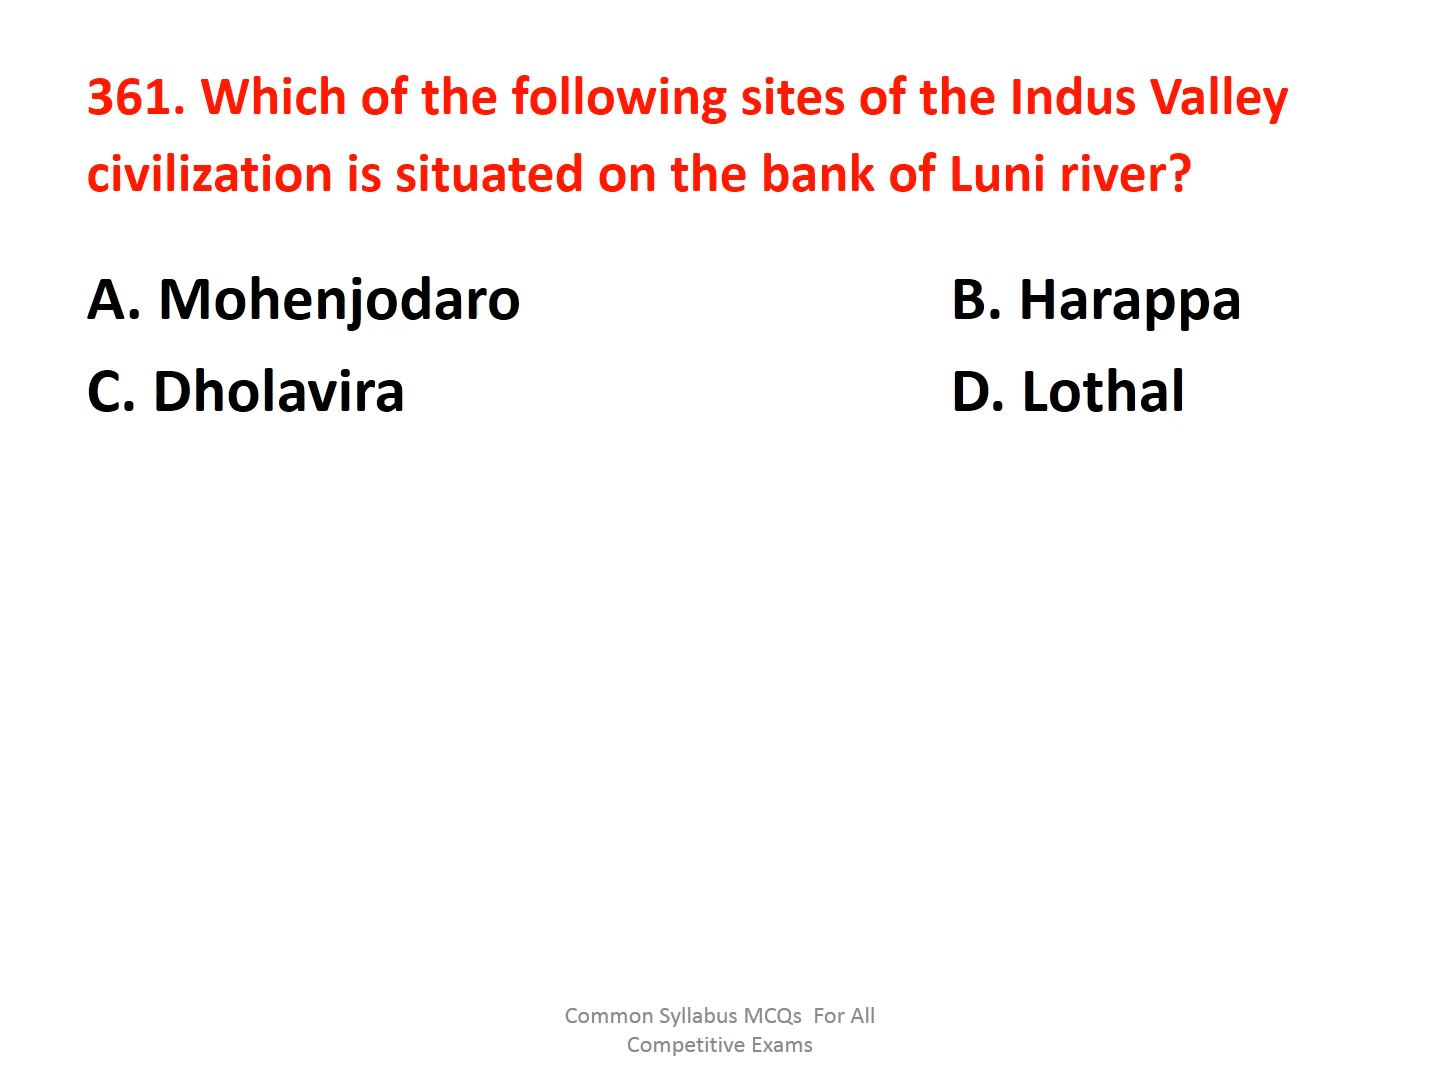 361. Which of the following sites of the Indus Valley
civilization is situated on the bank of Luni river?
A. Mohenjodaro B. Harappa
C. Dholavira D. Lothal
Common Syllabus MCQs For All
Competitive Exams